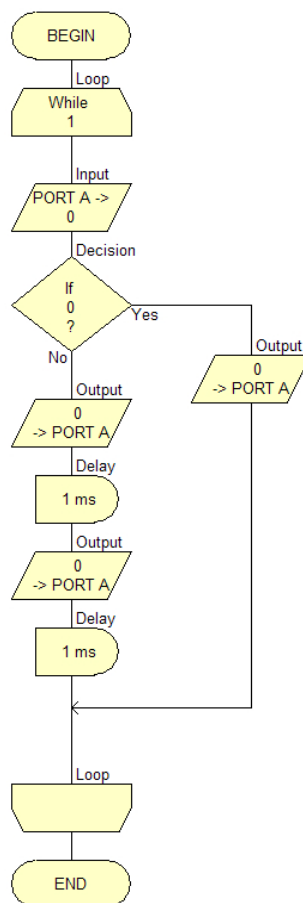 BEGIN
Loop
While
1
Input
PORT A ->
0
Decision
If
0
?
Yes
No
Output
0
-> PORT A
Output
0
-> PORT A
Delay
1 ms
Output
0
-> PORT A
Delay
1 ms
Loop
END